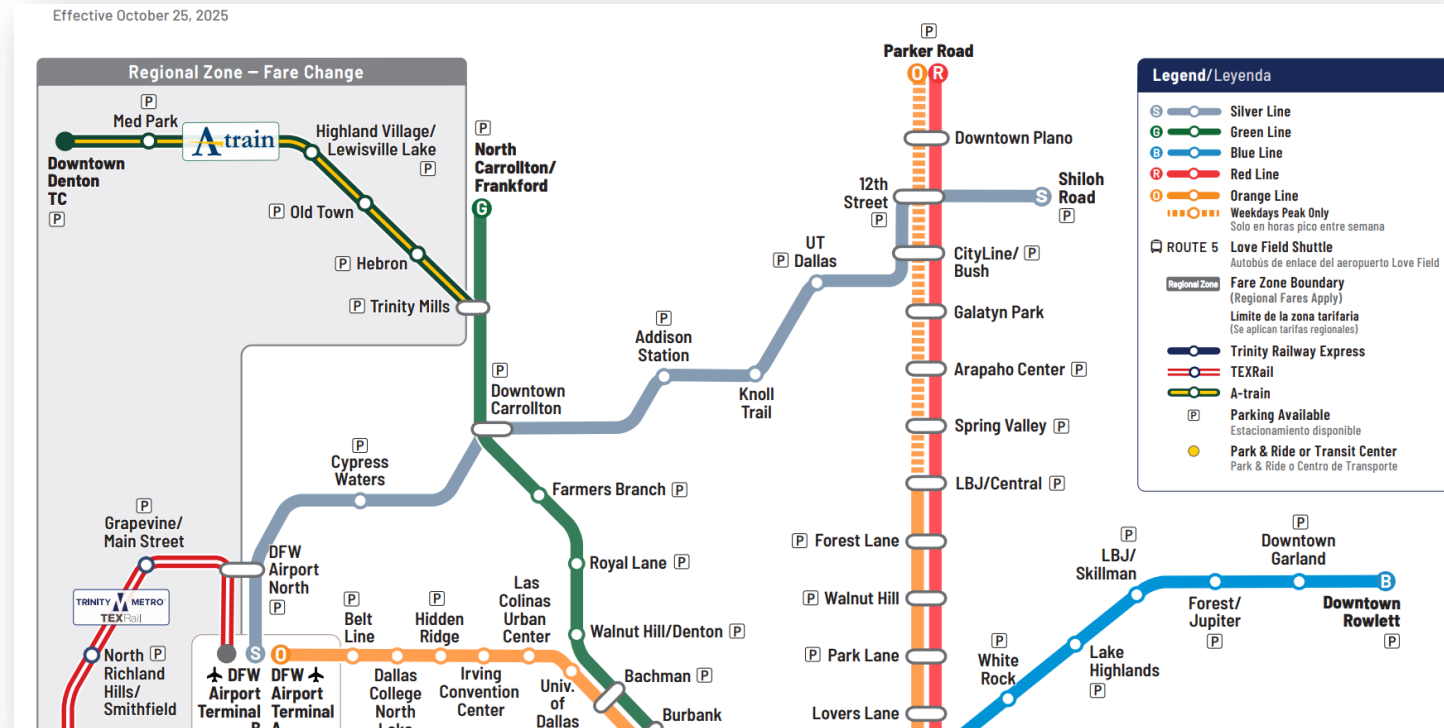 Effective October 25, 2025
Regional Zone – Fare Change
P
Med Park
A train
Highland Village/
Lewisville Lake
P
Downtown
Denton
TC
P
P Old Town
P Hebron
P Trinity Mills
P
North
Carrollton/
Frankford
G
P
Downtown
Carrollton
P
Parker Road
O R
Downtown Plano
12th
Street
P
S
Shiloh
Road
P
UT
P Dallas
CityLine/ P
Bush
Galatyn Park
P
Addison
Station
Knoll
Trail
Arapaho Center P
Spring Valley P
LBJ/Central P
P Forest Lane
P Walnut Hill
P Park Lane
Lovers Lane
Legend/Leyenda
S Silver Line
G Green Line
B Blue Line
R Red Line
O Orange Line
Weekdays Peak Only
Solo en horas pico entre semana
ROUTE 5 Love Field Shuttle
Autobús de enlace del aeropuerto Love Field
Regional Zone Fare Zone Boundary
(Regional Fares Apply)
Límite de la zona tarifaria
(Se aplican tarifas regionales)
Trinity Railway Express
TEXRail
A-train
P Parking Available
Estacionamiento disponible
Park & Ride or Transit Center
Park & Ride o Centro de Transporte
P
Cypress
Waters
Farmers Branch P
Royal Lane P
Walnut Hill/Denton P
Bachman P
Burbank
P
Grapevine/
Main Street
DFW
Airport
North
P
TRINITY METRO
TEXRail
North P
Richland
Hills/
Smithfield
S O
DFW
Airport
Terminal
DFW
Airport
Terminal
P
Belt
Line
Dallas
College
North
P
Hidden
Ridge
Irving
Convention
Center
Las
Colinas
Urban
Center
Univ.
of
Dallas
P
LBJ/
Skillman
P
Downtown
Garland
B
Forest/
Jupiter
P
Downtown
Rowlett
P
Lake
Highlands
P
P
White
Rock